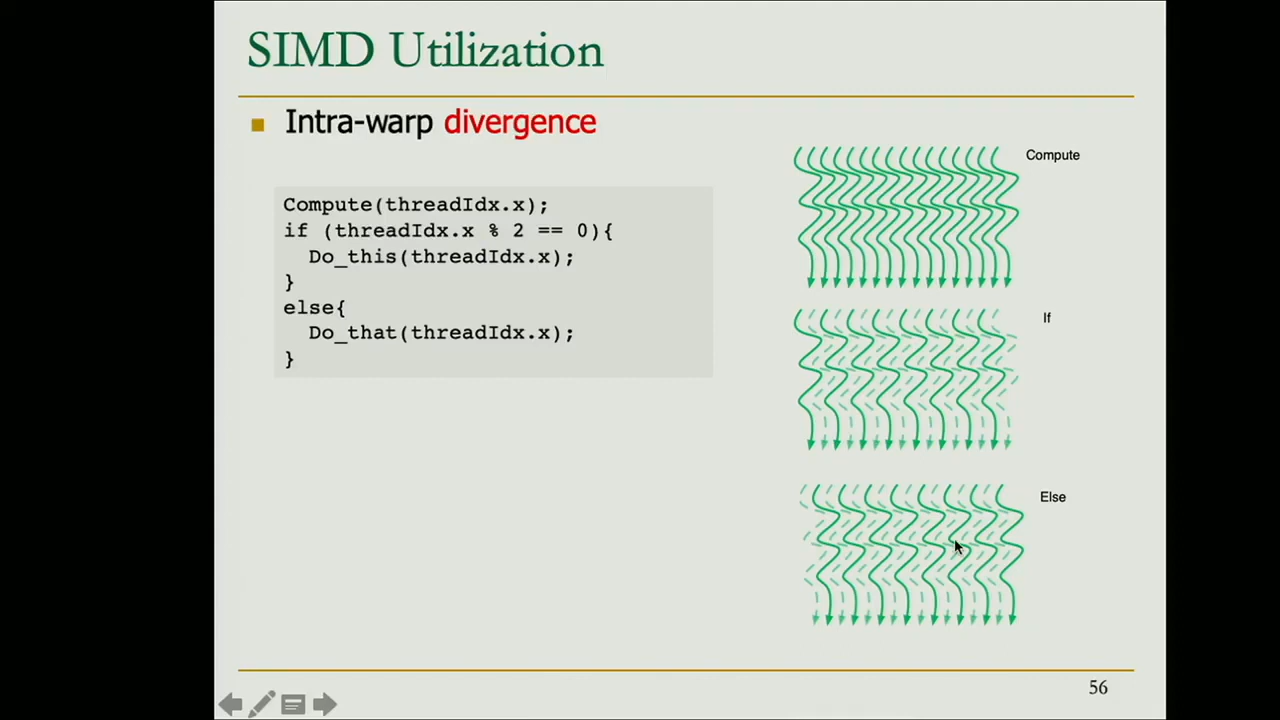 SIMD Utilization
Intra-warp divergence
Compute(threadIdx.x);
if (threadIdx.x % 2 == 0){
Do_this(threadIdx.x);
}
else{
Do_that(threadIdx.x);
}
Compute
If
Else
56